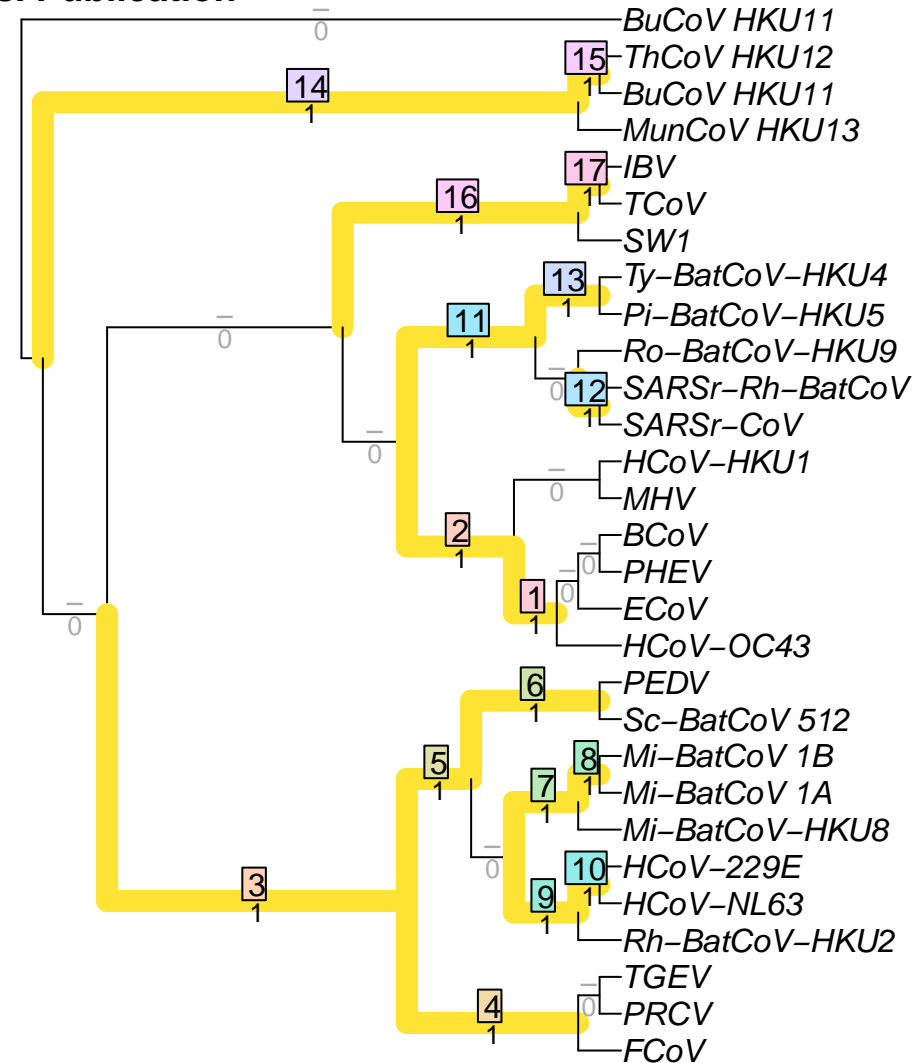 –
0
BuCoV HKU11
15
1
ThCoV HKU12
14
1
BuCoV HKU11
MunCoV HKU13
17
1
IBV
16
1
TCoV
SW1
13
1
Ty–BatCoV–HKU4
11
1
Pi–BatCoV–HKU5
–
0
–
0
Ro–BatCoV–HKU9
12
1
SARSr–Rh–BatCoV
SARSr–CoV
–
0
HCoV–HKU1
–
0
MHV
2
1
BCoV
–
0
PHEV
–
0
1
1
ECoV
–
0
HCoV–OC43
6
1
PEDV
Sc–BatCoV 512
5
1
8
1
Mi–BatCoV 1B
7
1
Mi–BatCoV 1A
Mi–BatCoV–HKU8
–
0
10
1
HCoV–229E
3
1
9
1
HCoV–NL63
Rh–BatCoV–HKU2
–
0
TGEV
4
1
PRCV
FCoV